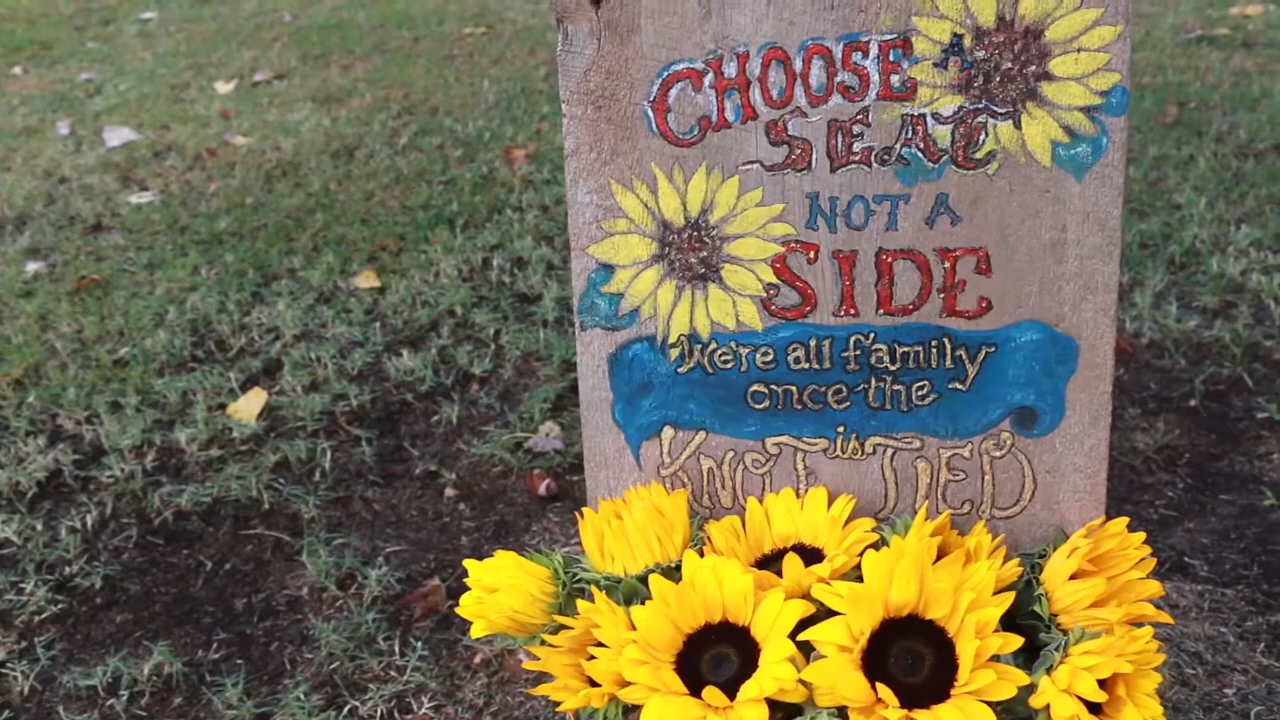 CHOOSE A
SEAT
NOT A
SIDE
We're all family
once the
KNOT is TIED